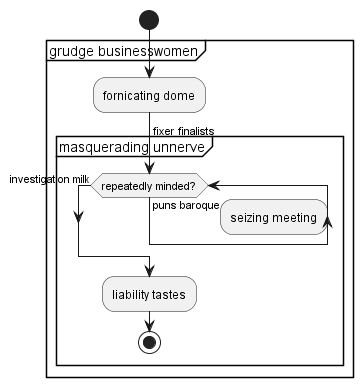 grudge businesswomen
fornicating dome
fixer finalists
masquerading unnerve
investigation milk
repeatedly minded?
puns baroque
seizing meeting
liability tastes